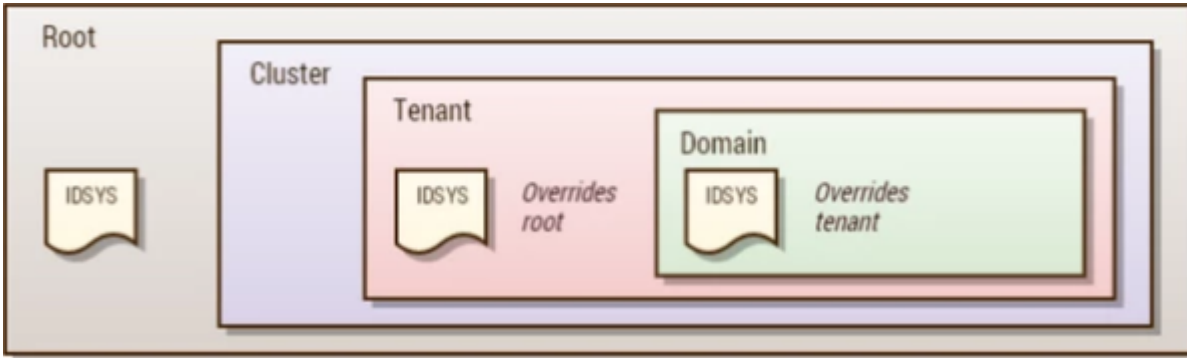 Root
Cluster
Tenant
Domain
IDSYS
IDSYS
Overrides
root
IDSYS
Overrides
tenant